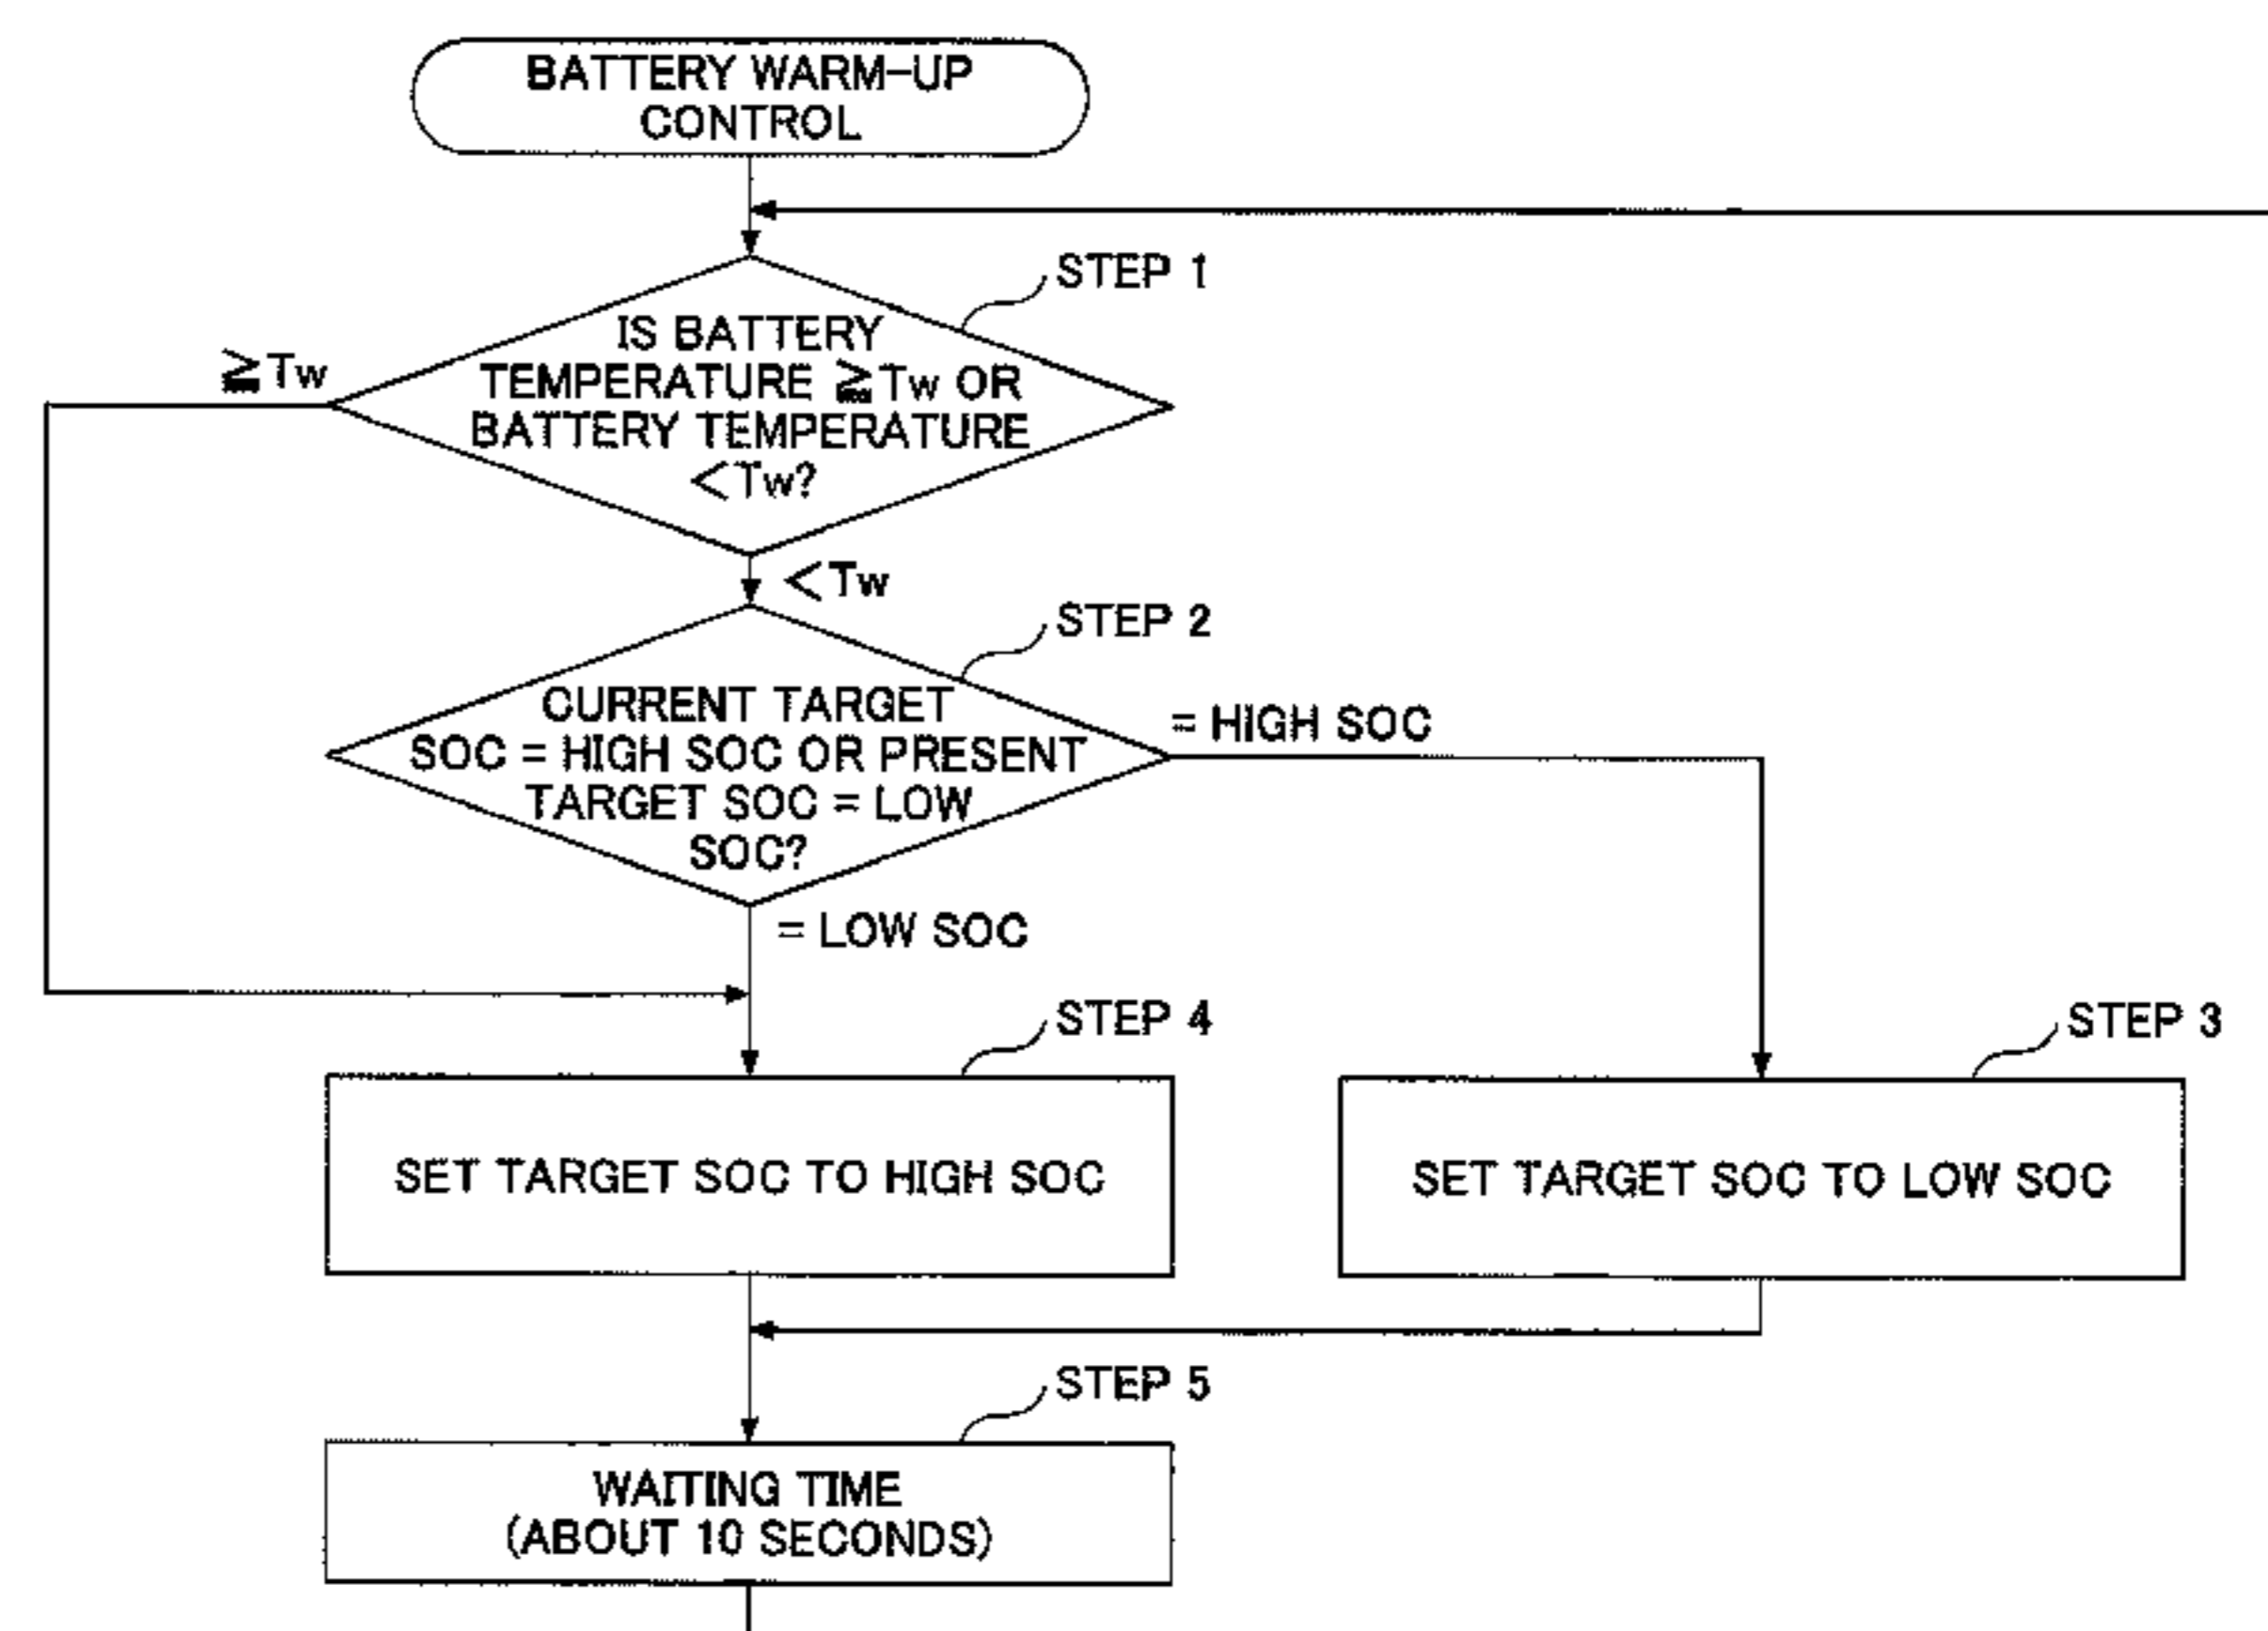 BATTERY WARM-UP
CONTROL
STEP 1
IS BATTERY
TEMPERATURE ≧Tw OR
BATTERY TEMPERATURE
<Tw?
≧Tw
<Tw
STEP 2
CURRENT TARGET
SOC = HIGH SOC OR PRESENT
TARGET SOC = LOW
SOC?
= HIGH SOC
= LOW SOC
STEP 4
STEP 3
SET TARGET SOC TO HIGH SOC
SET TARGET SOC TO LOW SOC
STEP 5
WAITING TIME
(ABOUT 10 SECONDS)